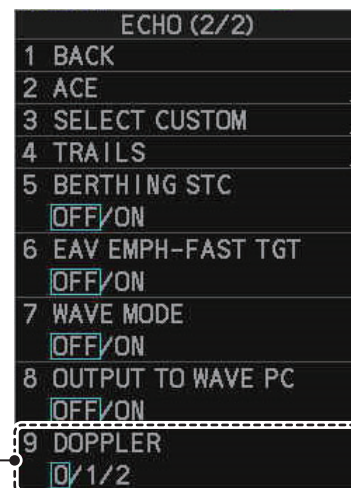 ECHO (2/2)
1 BACK
2 ACE
3 SELECT CUSTOM
4 TRAILS
5 BERTHING STC
OFF/ON
6 EAV EMPH-FAST TGT
OFF/ON
7 WAVE MODE
OFF/ON
8 OUTPUT TO WAVE PC
OFF/ON
9 DOPPLER
0/1/2